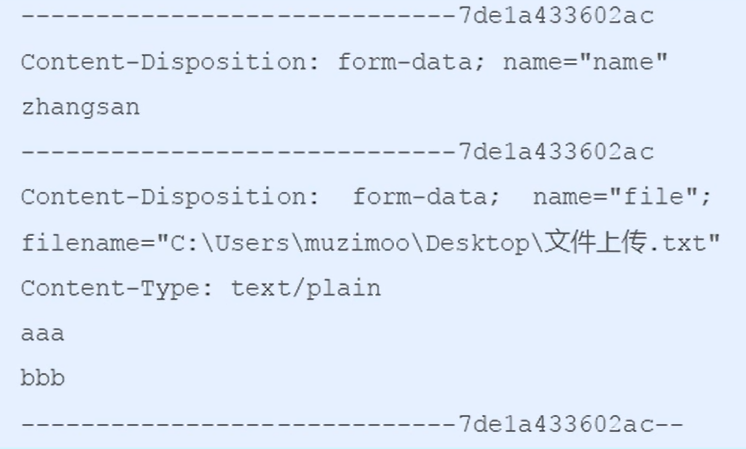 -----------------------------7de1a433602ac
Content-Disposition: form-data; name="name"
zhangsan
-----------------------------7de1a433602ac
Content-Disposition: form-data; name="file";
filename="C:\Users\muzimoo\Desktop\文件上传.txt"
Content-Type: text/plain
aaa
bbb
-----------------------------7de1a433602ac--